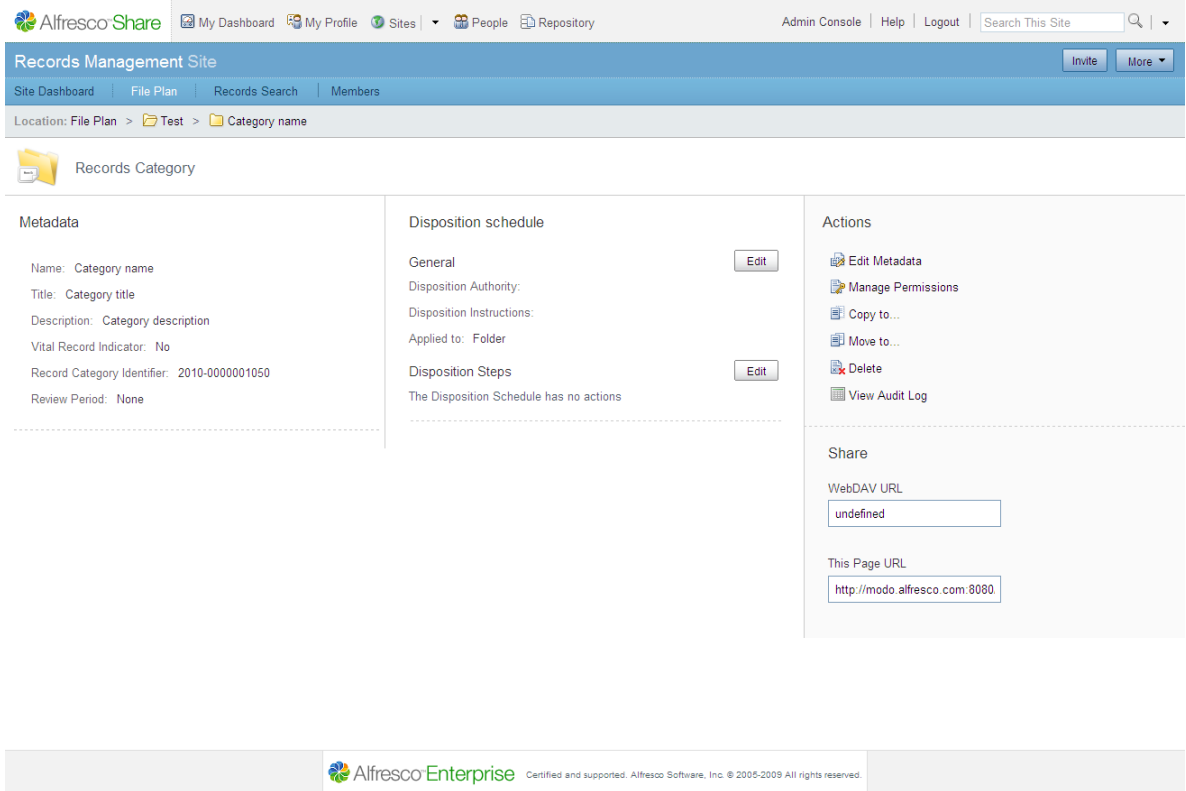 Alfresco Share My Dashboard My Profile Sites People Repository Admin Console Help Logout Search This Site
Records Management Site Invite More
Site Dashboard File Plan Records Search Members
Location: File Plan > Test > Category name
Records Category
Metadata
Name: Category name
Title: Category title
Description: Category description
Vital Record Indicator: No
Record Category Identifier: 2010-0000001050
Review Period: None
Disposition schedule
General Edit
Disposition Authority:
Disposition Instructions:
Applied to: Folder
Disposition Steps Edit
The Disposition Schedule has no actions
Actions
Edit Metadata
Manage Permissions
Copy to...
Move to...
Delete
View Audit Log
Share
WebDAV URL
undefined
This Page URL
http://modo.alfresco.com:8080
Alfresco Enterprise Certified and supported. Alfresco Software, Inc. © 2005-2009 All rights reserved.